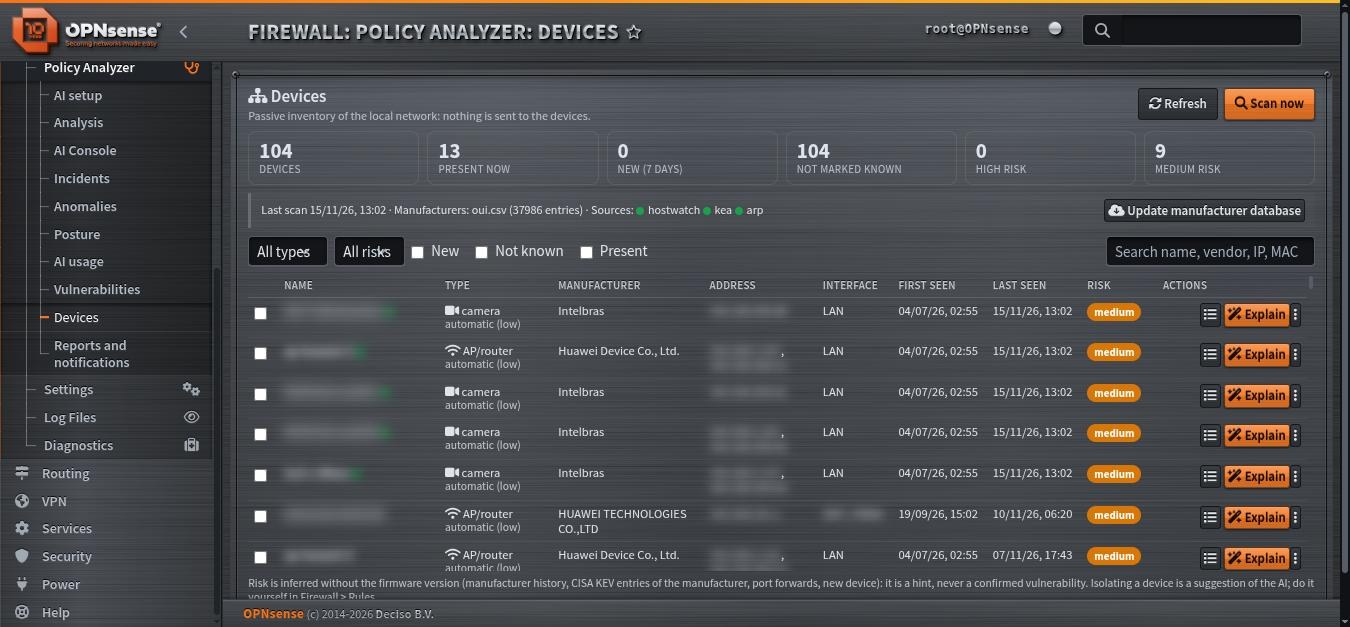 OPNsense
Securing networks made easy
FIREWALL: POLICY ANALYZER: DEVICES
root@OPNsense
Policy Analyzer
AI setup
Analysis
AI Console
Incidents
Anomalies
Posture
AI usage
Vulnerabilities
Devices
Reports and
notifications
Settings
Log Files
Diagnostics
Routing
VPN
Services
Security
Power
Help
Devices
Passive inventory of the local network: nothing is sent to the devices.
Refresh
Scan now
104 13 0 104 0 9
DEVICES PRESENT NOW NEW (7 DAYS) NOT MARKED KNOWN HIGH RISK MEDIUM RISK
Last scan 15/11/26, 13:02 · Manufacturers: oui.csv (37986 entries) · Sources: hostwatch kea arp
Update manufacturer database
All types All risks New Not known Present Search name, vendor, IP, MAC
NAME TYPE MANUFACTURER ADDRESS INTERFACE FIRST SEEN LAST SEEN RISK ACTIONS
camera Intelbras LAN 04/07/26, 02:55 15/11/26, 13:02 medium Explain
automatic (low)
AP/router Huawei Device Co., Ltd. , LAN 04/07/26, 02:55 15/11/26, 13:02 medium Explain
automatic (low)
camera Intelbras LAN 04/07/26, 02:55 15/11/26, 13:02 medium Explain
automatic (low)
camera Intelbras , LAN 04/07/26, 02:55 15/11/26, 13:02 medium Explain
automatic (low)
camera Intelbras , LAN 04/07/26, 02:55 15/11/26, 13:02 medium Explain
automatic (low)
AP/router HUAWEI TECHNOLOGIES 19/09/26, 15:02 10/11/26, 06:20 medium Explain
automatic (low) CO.,LTD
AP/router Huawei Device Co., Ltd. , LAN 04/07/26, 02:55 07/11/26, 17:43 medium Explain
automatic (low)
Risk is inferred without the firmware version (manufacturer history, CISA KEV entries of the manufacturer, port forwards, new device): it is a hint, never a confirmed vulnerability. Isolating a device is a suggestion of the AI; do it
yourself in Firewall > Rules.
OPNsense (c) 2014-2026 Deciso B.V.